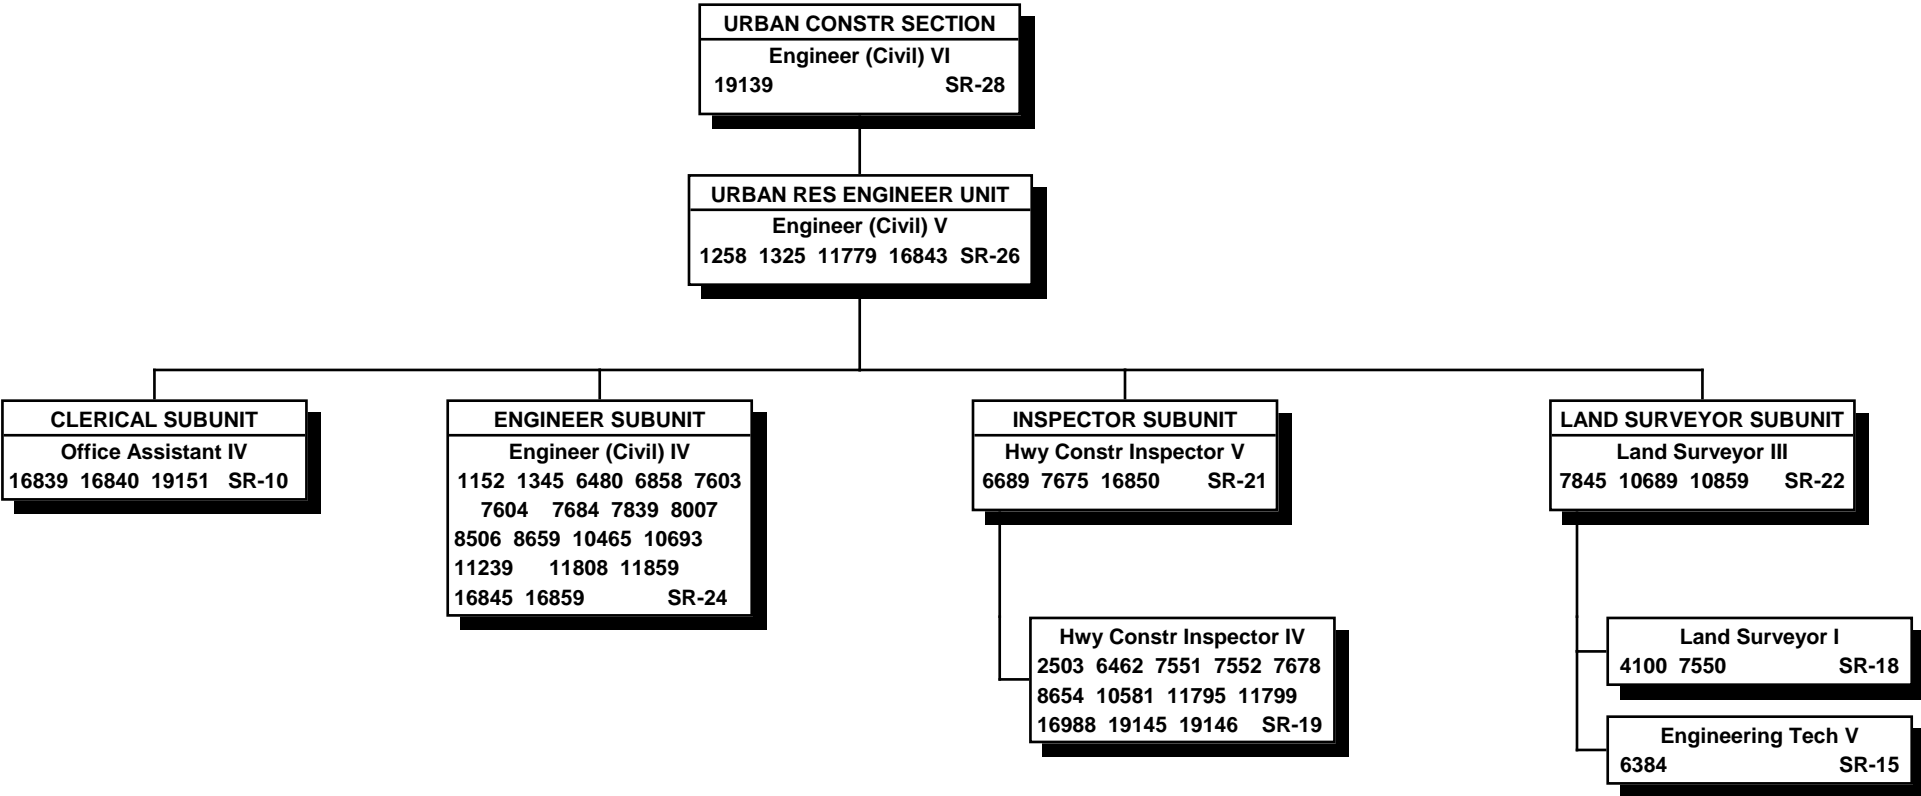 URBAN CONSTR SECTION
Engineer (Civil) VI
19139 SR-28
URBAN RES ENGINEER UNIT
Engineer (Civil) V
1258 1325 11779 16843 SR-26
CLERICAL SUBUNIT
Office Assistant IV
16839 16840 19151 SR-10
ENGINEER SUBUNIT
Engineer (Civil) IV
1152 1345 6480 6858 7603
7604 7684 7839 8007
8506 8659 10465 10693
11239 11808 11859
16845 16859 SR-24
INSPECTOR SUBUNIT
Hwy Constr Inspector V
6689 7675 16850 SR-21
Hwy Constr Inspector IV
2503 6462 7551 7552 7678
8654 10581 11795 11799
16988 19145 19146 SR-19
LAND SURVEYOR SUBUNIT
Land Surveyor III
7845 10689 10859 SR-22
Land Surveyor I
4100 7550 SR-18
Engineering Tech V
6384 SR-15